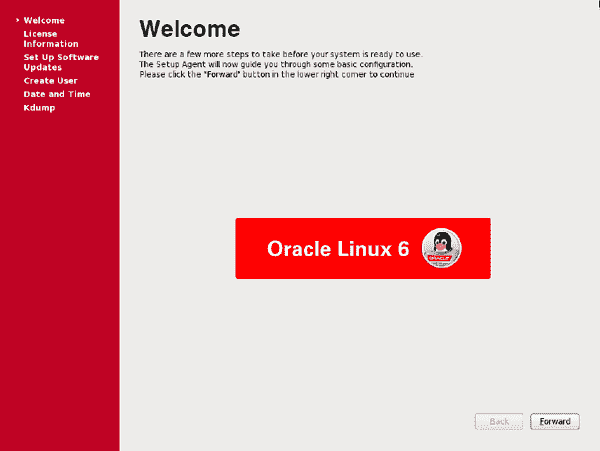 Welcome
License
Information
Set Up Software
Updates
Create User
Date and Time
Kdump
Welcome
There are a few more steps to take before your system is ready to use.
The Setup Agent will now guide you through some basic configuration.
Please click the "Forward" button in the lower right corner to continue
Oracle Linux 6
ORACLE
Back
Forward